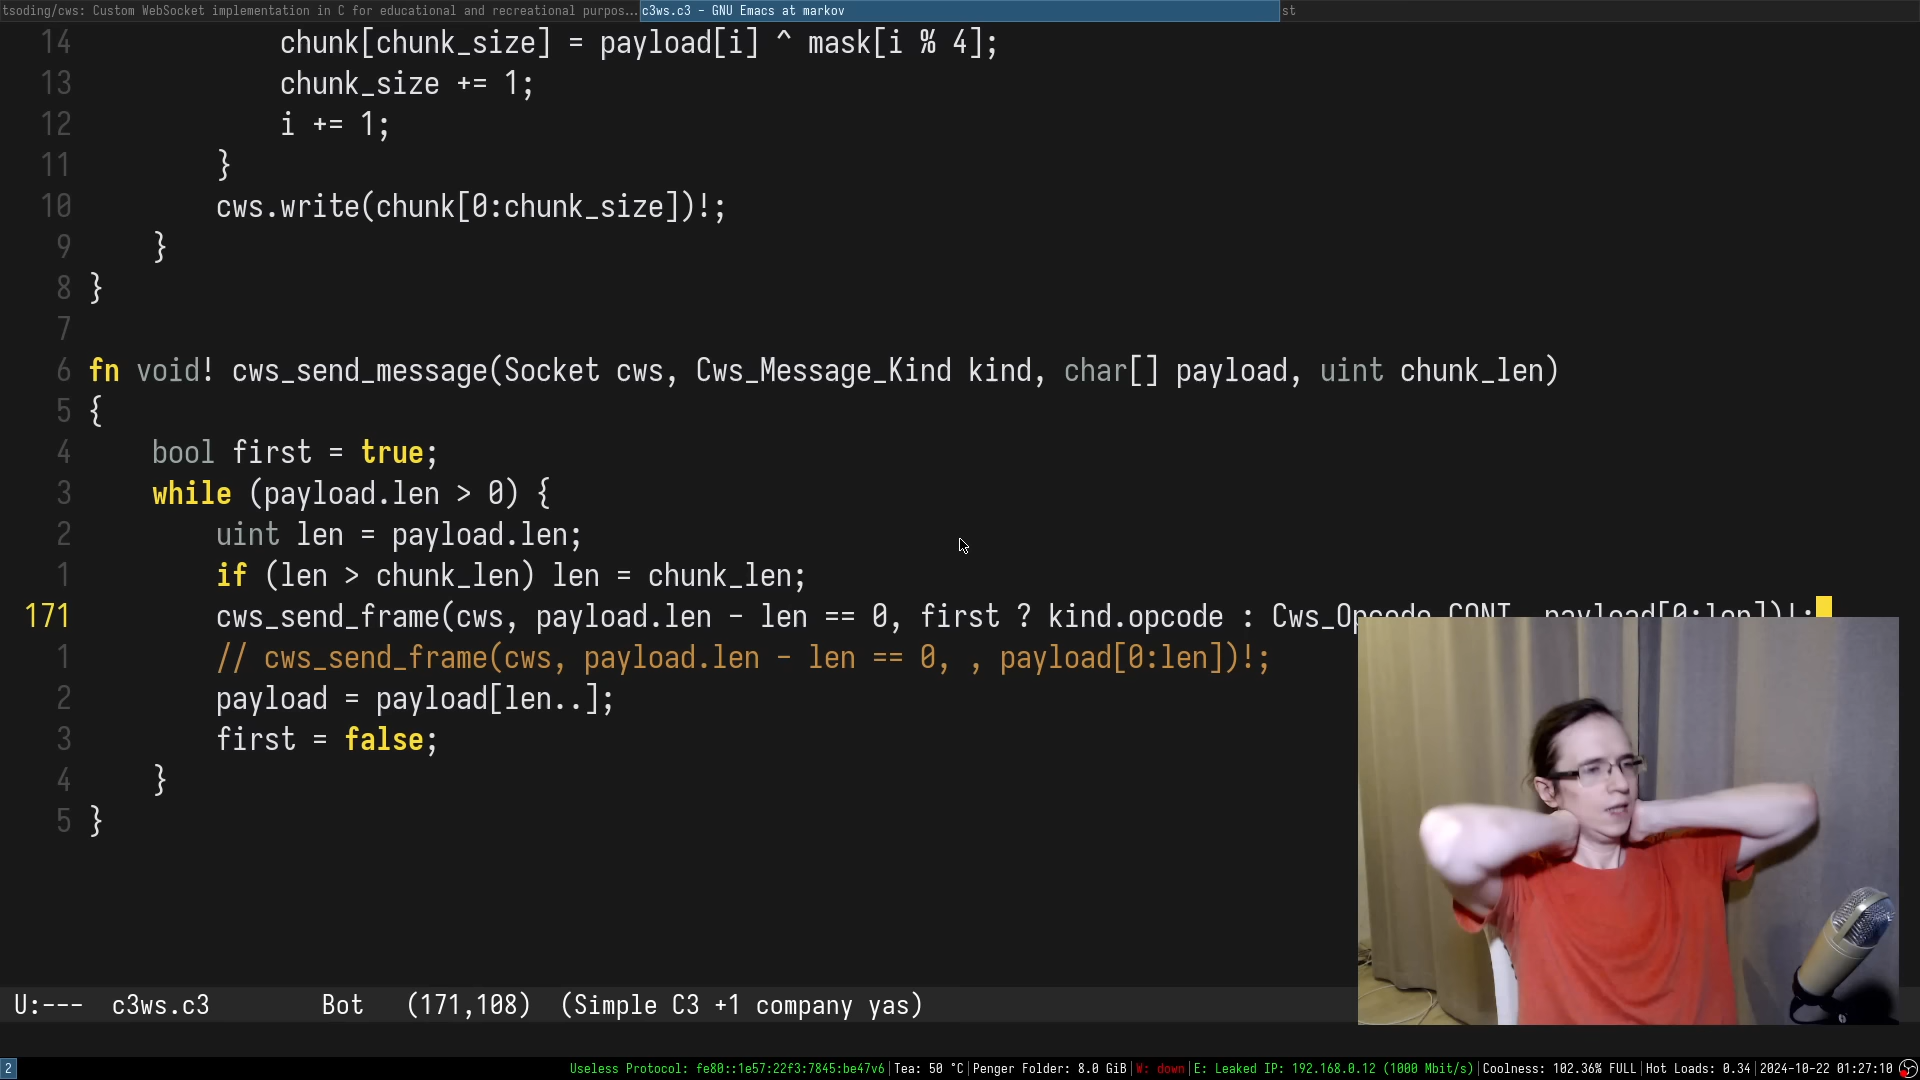 tsoding/cws: Custom WebSocket implementation in C for educational and recreational purpos... c3ws.c3 - GNU Emacs at markov st
14 chunk[chunk_size] = payload[i] ^ mask[i % 4];
13 chunk_size += 1;
12 i += 1;
11 }
10 cws.write(chunk[0:chunk_size])!;
9 }
8 }
7
6 fn void! cws_send_message(Socket cws, Cws_Message_Kind kind, char[] payload, uint chunk_len)
5 {
4 bool first = true;
3 while (payload.len > 0) {
2 uint len = payload.len;
1 if (len > chunk_len) len = chunk_len;
171 cws_send_frame(cws, payload.len - len == 0, first ? kind.opcode : Cws_Opcode.CONT, payload[0:len])!;
1 // cws_send_frame(cws, payload.len - len == 0, , payload[0:len])!;
2 payload = payload[len..];
3 first = false;
4 }
5 }
U:--- c3ws.c3 Bot (171,108) (Simple C3 +1 company yas)
2 Useless Protocol: fe80::1e57:22f3:7845:be47v6|Tea: 50 °C|Penger Folder: 8.0 GiB|W: down|E: Leaked IP: 192.168.0.12 (1000 Mbit/s)|Coolness: 102.36% FULL|Hot Loads: 0.34|2024-10-22 01:27:10